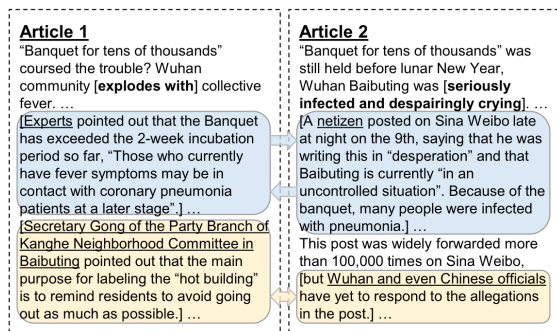 Article 1
“Banquet for tens of thousands”
coursed the trouble? Wuhan
community [explodes with] collective
fever. …
[Experts pointed out that the Banquet
has exceeded the 2-week incubation
period so far, “Those who currently
have fever symptoms may be in
contact with coronary pneumonia
patients at a later stage”.] …
[Secretary Gong of the Party Branch of
Kanghe Neighborhood Committee in
Baibuting pointed out that the main
purpose for labeling the “hot building”
is to remind residents to avoid going
out as much as possible.] …
Article 2
“Banquet for tens of thousands” was
still held before lunar New Year,
Wuhan Baibuting was [seriously
infected and despairingly crying]. …
[A netizen posted on Sina Weibo late
at night on the 9th, saying that he was
writing this in “desperation” and that
Baibuting is currently “in an
uncontrolled situation”. Because of the
banquet, many people were infected
with pneumonia.] …
This post was widely forwarded more
than 100,000 times on Sina Weibo,
[but Wuhan and even Chinese officials
have yet to respond to the allegations
in the post.] …